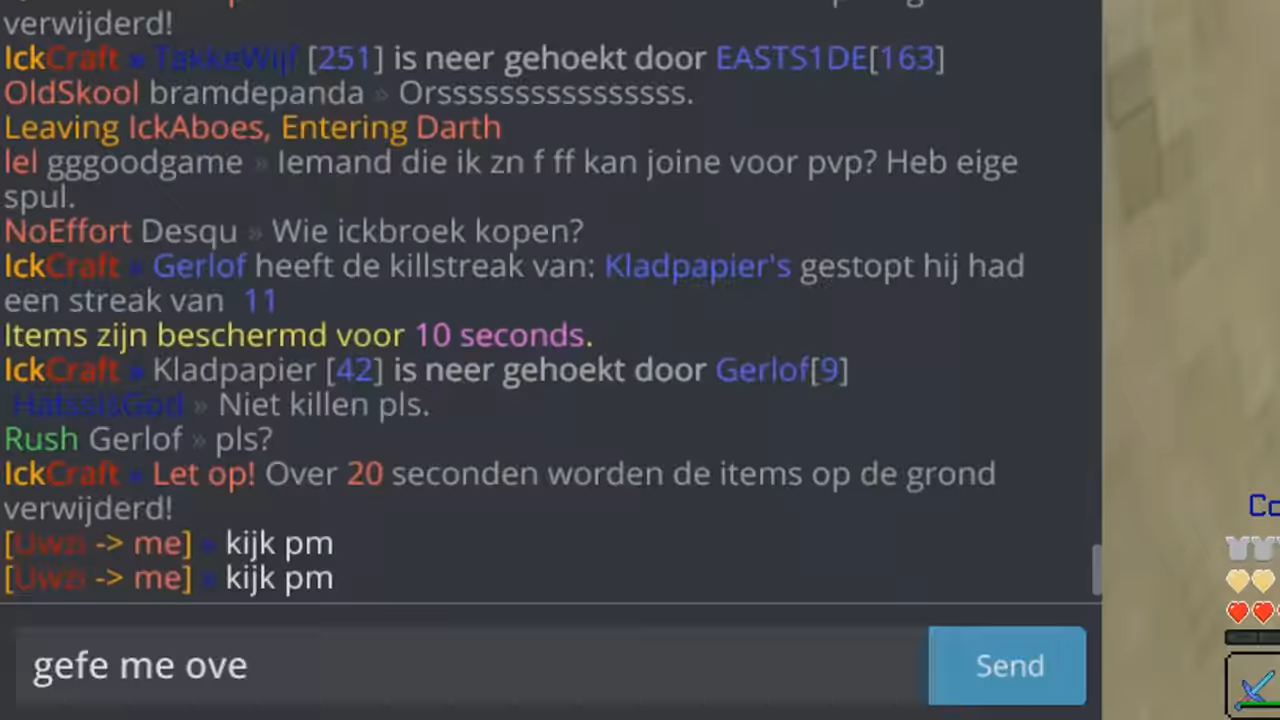 verwijderd!
IckCraft » TakkeWijf [251] is neer gehoekt door EASTS1DE[163]
OldSkool bramdepanda » Orsssssssssssssssss.
Leaving IckAboes, Entering Darth
lel gggoodgame » Iemand die ik zn f ff kan joine voor pvp? Heb eige
spul.
NoEffort Desqu » Wie ickbroek kopen?
IckCraft » Gerlof heeft de killstreak van: Kladpapier's gestopt hij had
een streak van 11
Items zijn beschermd voor 10 seconds.
IckCraft » Kladpapier [42] is neer gehoekt door Gerlof[9]
» Niet killen pls.
Rush Gerlof » pls?
IckCraft » Let op! Over 20 seconden worden de items op de grond
verwijderd!
[Uwzi -> me] » kijk pm
[Uwzi -> me] » kijk pm
gefe me ove
Send